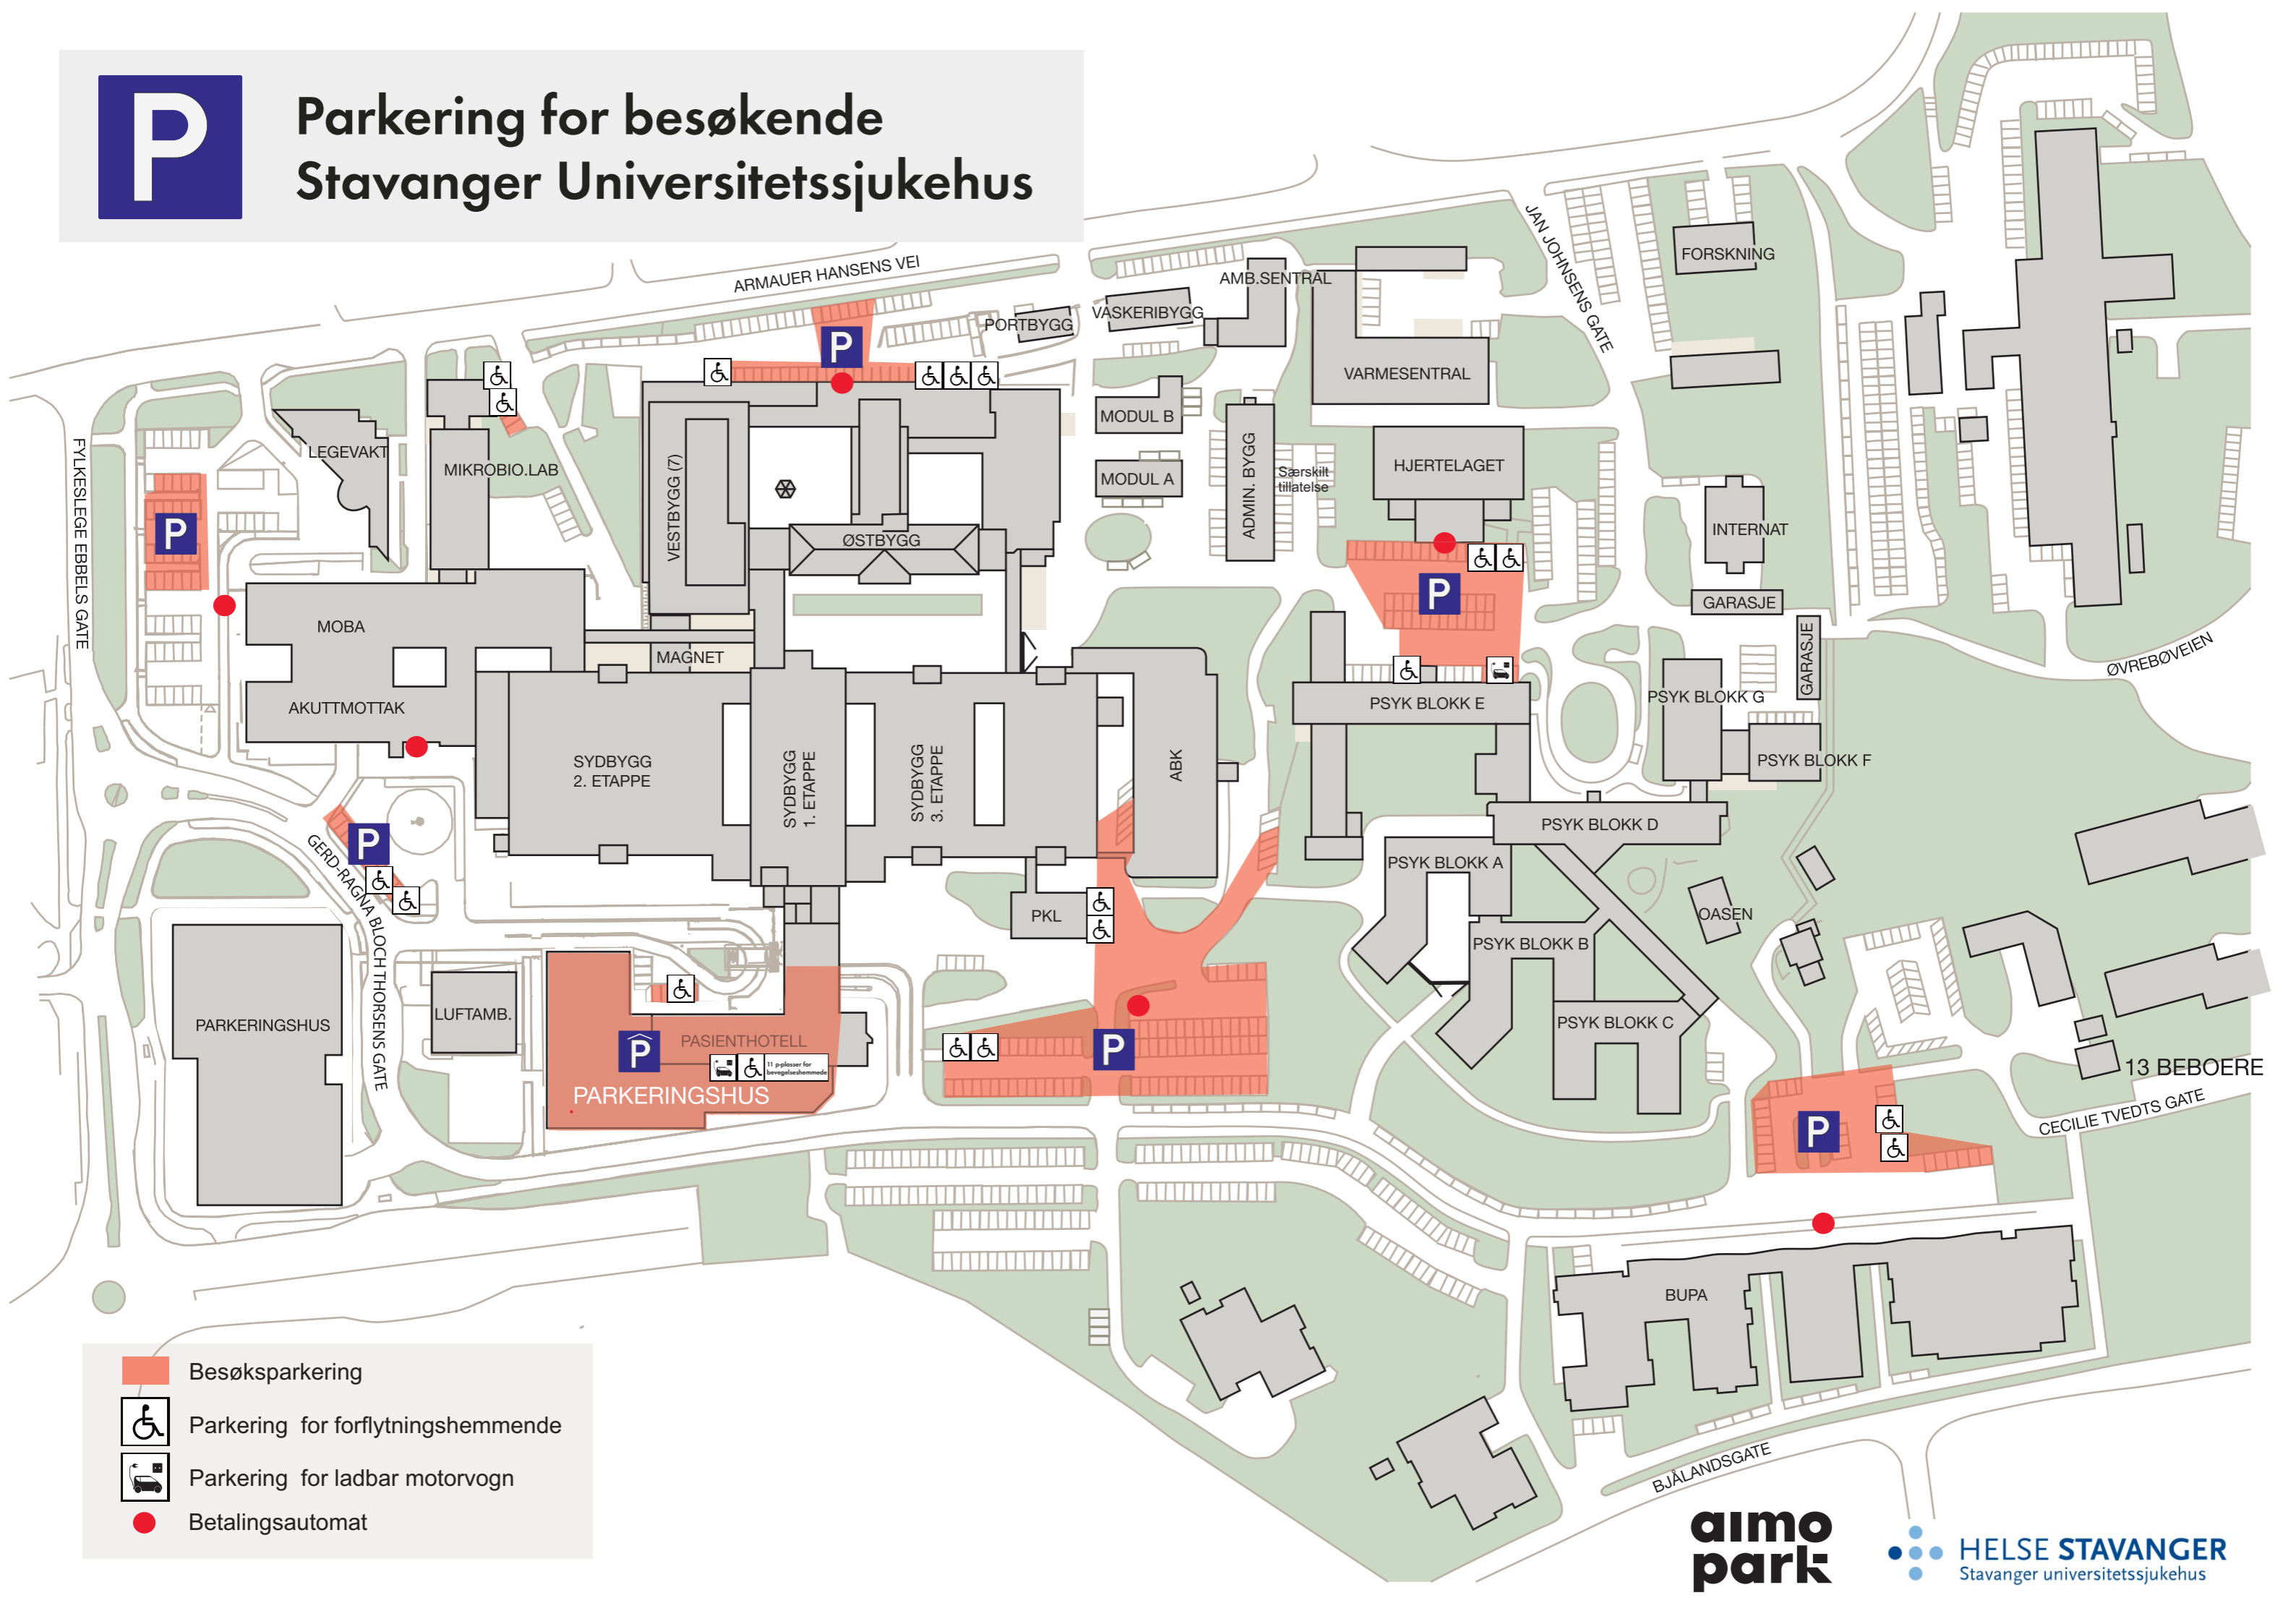 P
Parkering for besøkende
Stavanger Universitetssjukehus
ARMAUER HANSENS VEI
JAN JOHNSENS GATE
FORSKNING
AMB.SENTRAL
VASKERIBYGG
PORTBYGG
P
VARMESENTRAL
MODUL B
MODUL A
ADMIN. BYGG
Særskilt
tillatelse
HJERTELAGET
INTERNAT
GARASJE
GARASJE
ØVREBØVEIEN
FYLKESLEGE EBBELS GATE
P
LEGEVAKT
MIKROBIO.LAB
VESTBYGG (7)
ØSTBYGG
MOBA
MAGNET
AKUTTMOTTAK
P
PSYK BLOKK E
PSYK BLOKK G
PSYK BLOKK F
SYDBYGG
2. ETAPPE
SYDBYGG
1. ETAPPE
SYDBYGG
3. ETAPPE
ABK
PSYK BLOKK D
PSYK BLOKK A
P
GERD-RAGNA BLOCH THORSENS GATE
PKL
OASEN
PSYK BLOKK B
PSYK BLOKK C
PARKERINGSHUS
LUFTAMB.
P
PASIENTHOTELL
11 p-plasser for
bevegelseshemmede
PARKERINGSHUS
P
13 BEBOERE
CECILIE TVEDTS GATE
P
BUPA
BJÅLANDSGATE
Besøksparkering
Parkering for forflytningshemmende
Parkering for ladbar motorvogn
Betalingsautomat
aimo
park
HELSE STAVANGER
Stavanger universitetssjukehus